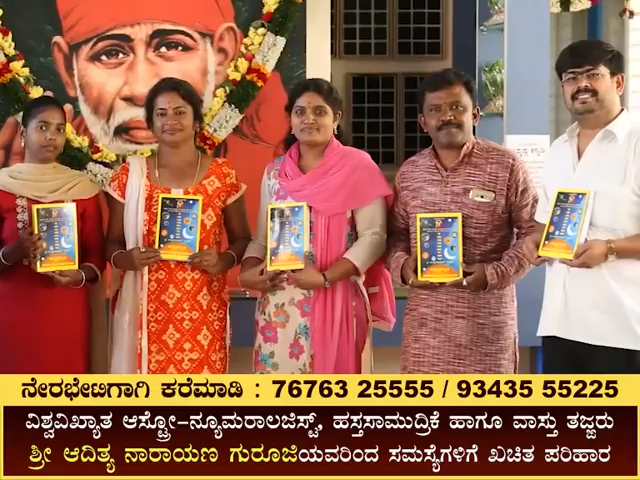 ನೇರಭೇಟಿಗಾಗಿ ಕರೆಮಾಡಿ : 76763 25555 / 93435 55225
ವಿಶ್ವವಿಖ್ಯಾತ ಆಸ್ಟ್ರೋ-ನ್ಯೂಮರಾಲಜಿಸ್ಟ್, ಹಸ್ತಸಾಮುದ್ರಿಕೆ ಹಾಗೂ ವಾಸ್ತು ತಜ್ಞರು
ಶ್ರೀ ಆದಿತ್ಯ ನಾರಾಯಣ ಗುರೂಜಿಯವರಿಂದ ಸಮಸ್ಯೆಗಳಿಗೆ ಖಚಿತ ಪರಿಹಾರ